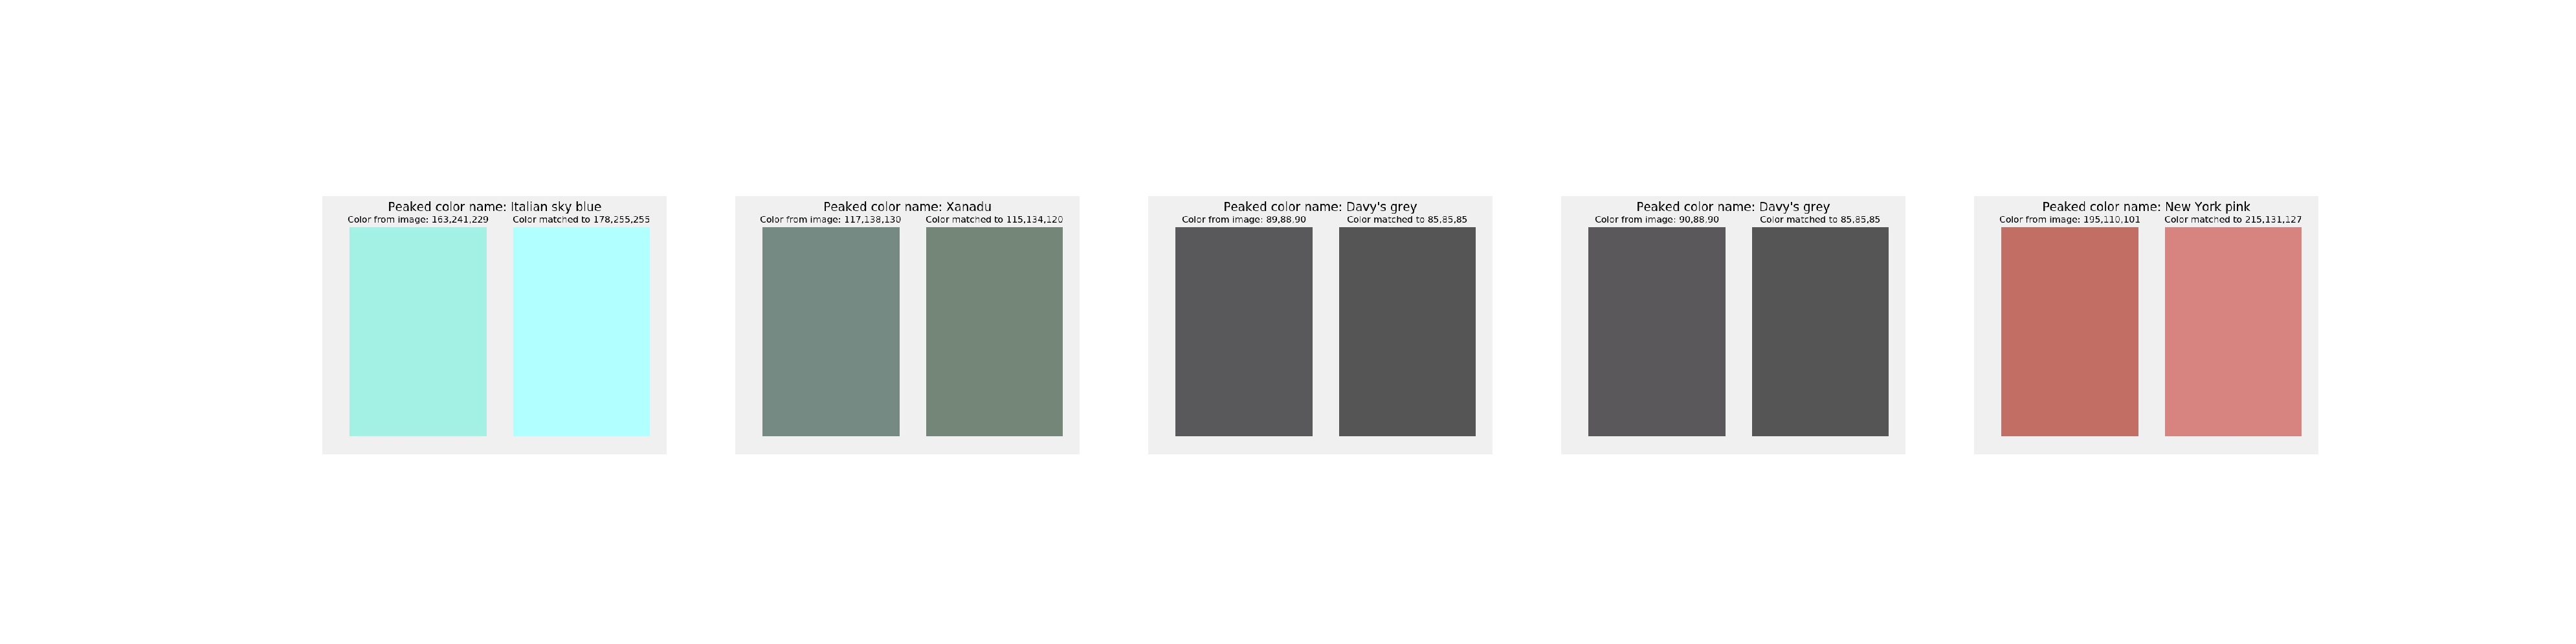 Peaked color name: Italian sky blue
Color from image: 163,241,229
Color matched to 178,255,255
Peaked color name: Xanadu
Color from image: 117,138,130
Color matched to 115,134,120
Peaked color name: Davy's grey
Color from image: 89,88,90
Color matched to 85,85,85
Peaked color name: Davy's grey
Color from image: 90,88,90
Color matched to 85,85,85
Peaked color name: New York pink
Color from image: 195,110,101
Color matched to 215,131,127